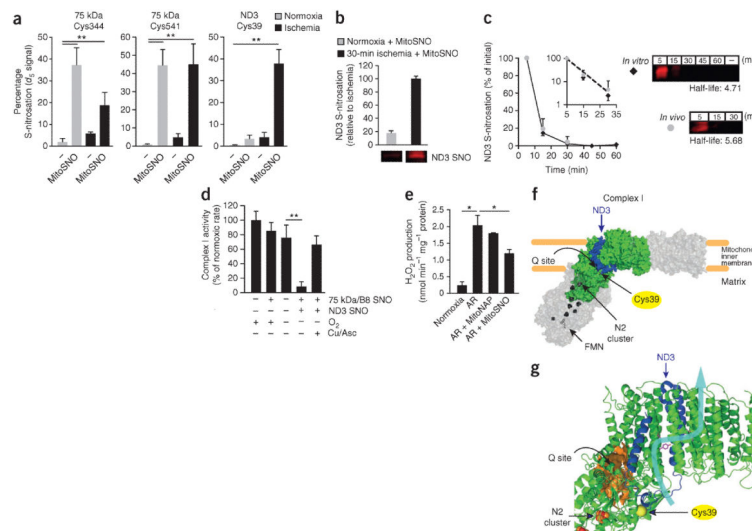 a
75 kDa
Cys344
75 kDa
Cys541
ND3
Cys39
Normoxia
Ischemia
Percentage
S-nitrosation (d5 signal)
50
40
30
20
10
0
**
–
MitoSNO
–
MitoSNO
60
50
40
30
20
10
0
**
–
MitoSNO
–
MitoSNO
50
40
30
20
10
0
**
–
MitoSNO
–
MitoSNO
b
Normoxia + MitoSNO
30-min ischemia + MitoSNO
ND3 S-nitrosation
(relative to ischemia)
120
100
80
60
40
20
0
ND3 SNO
c
ND3 S-nitrosation (% of initial)
100
80
60
40
20
0
0 10 20 30 40 50 60
Time (min)
100
10
1
5 15 25 35
In vitro
5 15 30 45 60 – (m
Half-life: 4.71
In vivo
5 15 30 (m
Half-life: 5.68
d
Complex I activity
(% of normoxic rate)
120
100
80
60
40
20
0
**
– – – + + 75 kDa/B8 SNO
– – – + + ND3 SNO
+ + – – – O2
– – – – + Cu/Asc
e
H2O2 production
(nmol min–1 mg–1 protein)
2.5
2.0
1.5
1.0
0.5
0
* *
Normoxia
AR
AR + MitoNAP
AR + MitoSNO
f
Complex I
ND3
Q site
Mitochon
inner
membran
Matrix
Cys39
N2
cluster
FMN
g
ND3
Q site
N2
cluster
Cys39